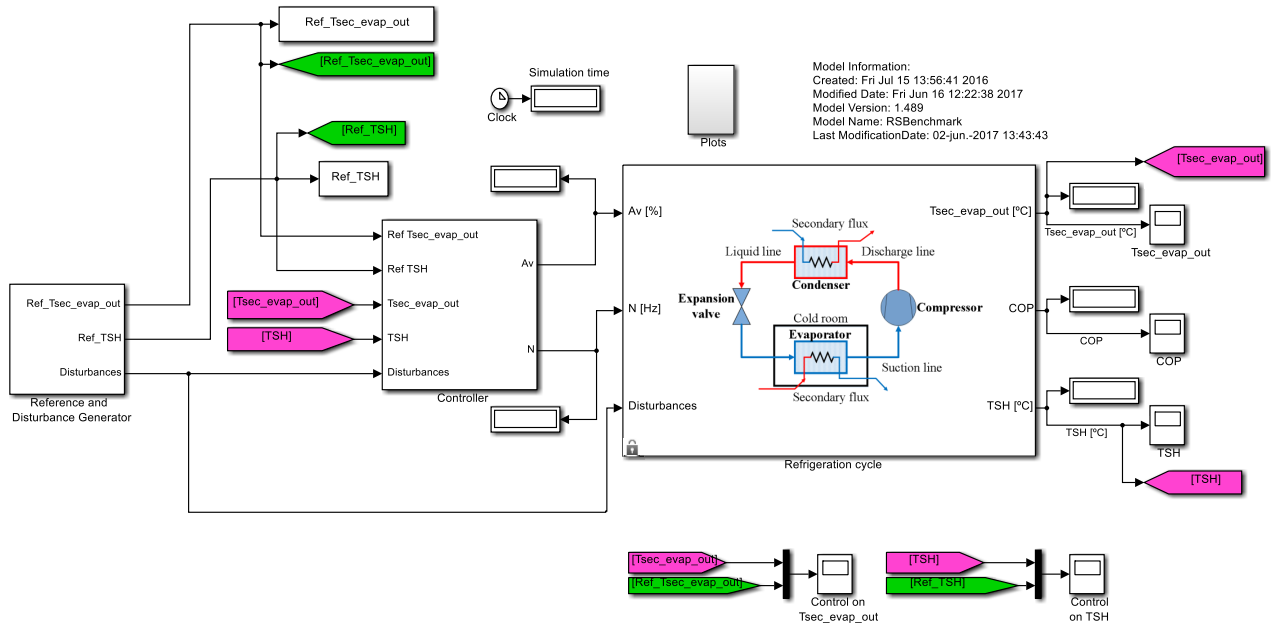 Ref_Tsec_evap_out
[Ref_Tsec_evap_out]
[Ref_TSH]
Ref_TSH
Simulation time
Clock
Plots
Model Information:
Created: Fri Jul 15 13:56:41 2016
Modified Date: Fri Jun 16 12:22:38 2017
Model Version: 1.489
Model Name: RSBenchmark
Last ModificationDate: 02-jun.-2017 13:43:43
Ref_Tsec_evap_out
Ref_TSH
Disturbances
Reference and
Disturbance Generator
[Tsec_evap_out]
[TSH]
Ref Tsec_evap_out
Ref TSH
Tsec_evap_out
TSH
Disturbances
Av
N
Controller
Av [%]
N [Hz]
Disturbances
Secondary flux
Liquid line
Discharge line
Condenser
Expansion
valve
Compressor
Cold room
Evaporator
Suction line
Secondary flux
Tsec_evap_out [ºC]
COP
TSH [ºC]
Refrigeration cycle
[Tsec_evap_out]
Tsec_evap_out [ºC]
Tsec_evap_out
COP
COP
TSH [ºC]
TSH
[TSH]
[Tsec_evap_out]
[Ref_Tsec_evap_out]
Control on
Tsec_evap_out
[TSH]
[Ref_TSH]
Control
on TSH